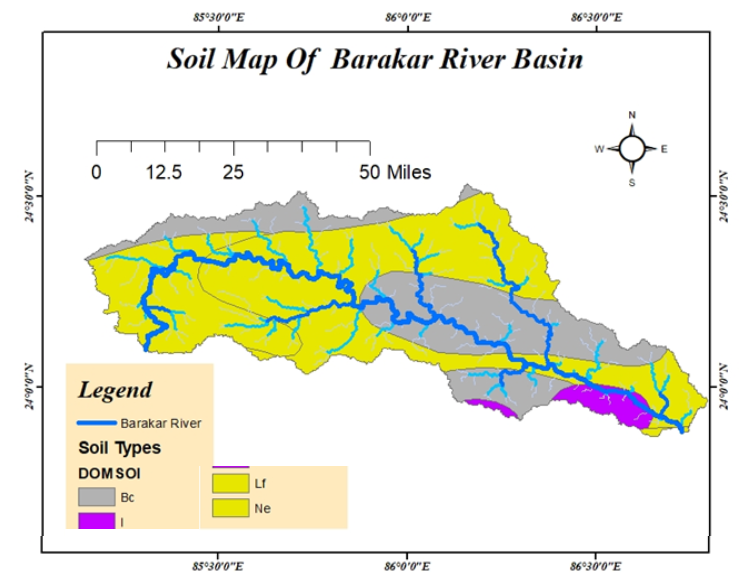 85°30'0"E 86°0'0"E 86°30'0"E
Soil Map Of Barakar River Basin
N
W E
S
0 12.5 25 50 Miles
24°30'0"N 24°30'0"N
24°0'0"N 24°0'0"N
Legend
Barakar River
Soil Types
DOMSOI
Bc
I
Lf
Ne
85°30'0"E 86°0'0"E 86°30'0"E